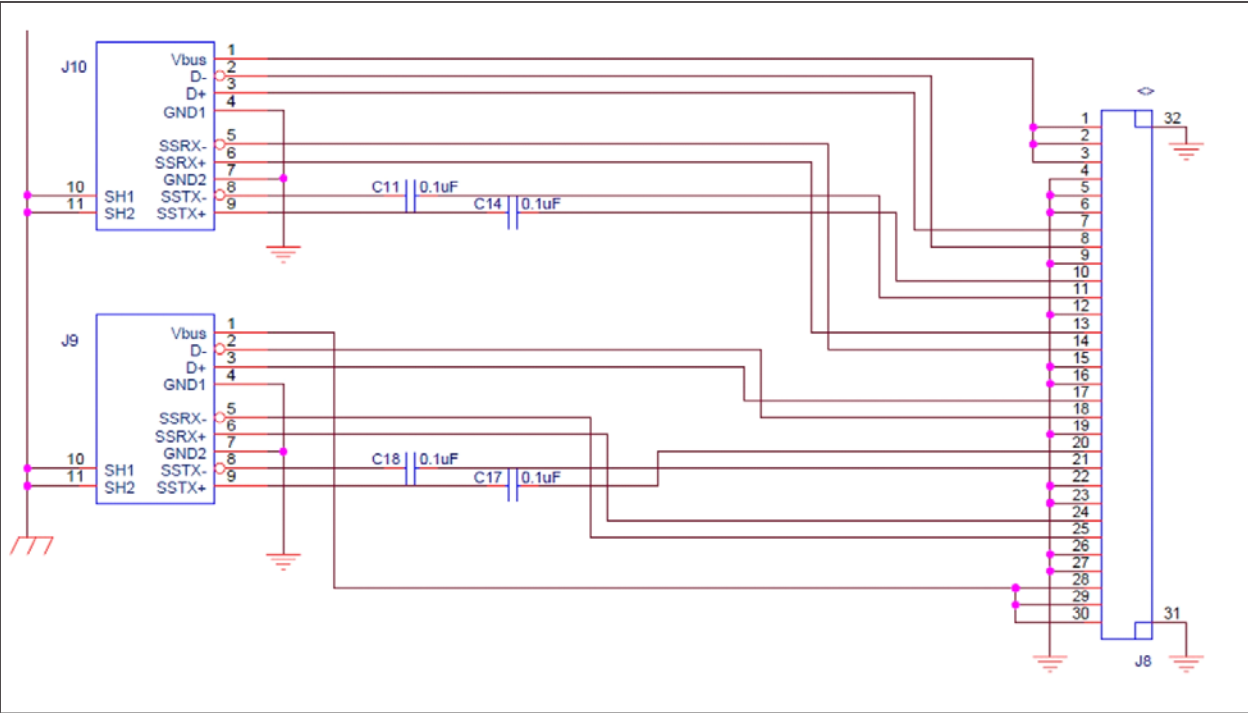 J10
Vbus 1
D- 2
D+ 3
GND1 4
SSRX- 5
SSRX+ 6
GND2 7
10 SH1 SSTX- 8
11 SH2 SSTX+ 9
C11 0.1uF
C14 0.1uF
J9
Vbus 1
D- 2
D+ 3
GND1 4
SSRX- 5
SSRX+ 6
GND2 7
10 SH1 SSTX- 8
11 SH2 SSTX+ 9
C18 0.1uF
C17 0.1uF
<>
1 32
2
3
4
5
6
7
8
9
10
11
12
13
14
15
16
17
18
19
20
21
22
23
24
25
26
27
28
29
30 31
J8